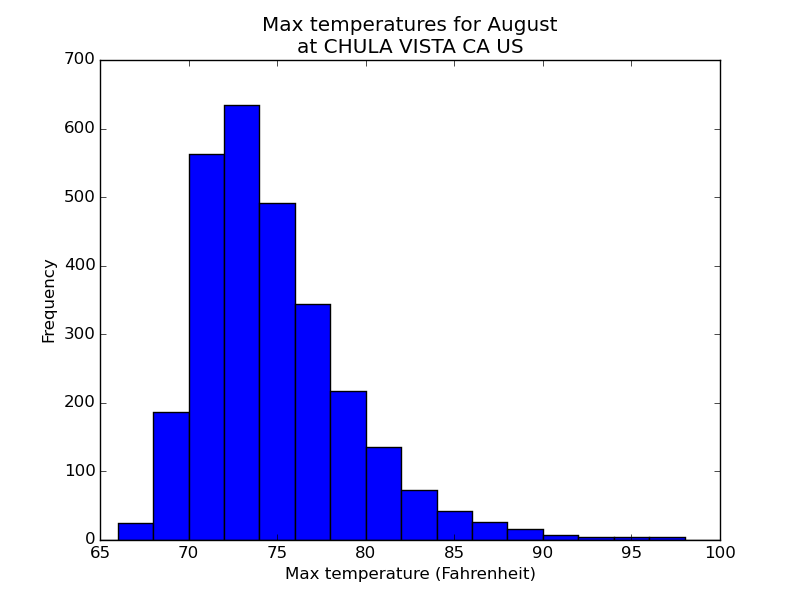 Max temperatures for August
at CHULA VISTA CA US
700
600
500
400
300
200
100
0
Frequency
65 70 75 80 85 90 95 100
Max temperature (Fahrenheit)